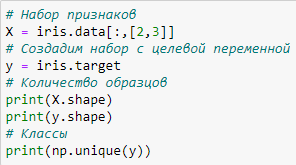 # Набор признаков
X = iris.data[:,[2,3]]
# Создадим набор с целевой переменной
y = iris.target
# Количество образцов
print(X.shape)
print(y.shape)
# Классы
print(np.unique(y))